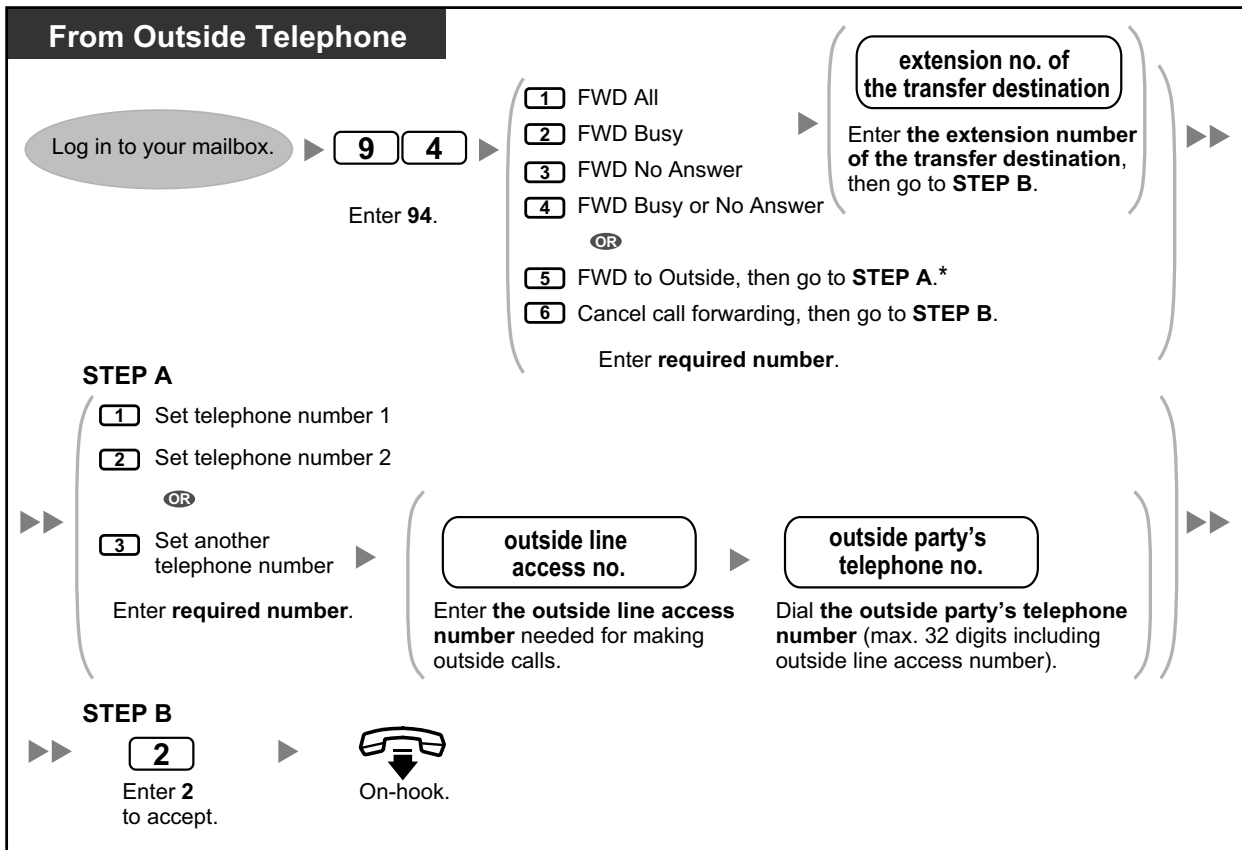 From Outside Telephone
Log in to your mailbox.
9 4
Enter 94.
1 FWD All
2 FWD Busy
3 FWD No Answer
4 FWD Busy or No Answer
OR
5 FWD to Outside, then go to STEP A.*
6 Cancel call forwarding, then go to STEP B.
Enter required number.
extension no. of
the transfer destination
Enter the extension number
of the transfer destination,
then go to STEP B.
STEP A
1 Set telephone number 1
2 Set telephone number 2
OR
3 Set another
telephone number
Enter required number.
outside line
access no.
Enter the outside line access
number needed for making
outside calls.
outside party's
telephone no.
Dial the outside party's telephone
number (max. 32 digits including
outside line access number).
STEP B
2
Enter 2
to accept.
On-hook.